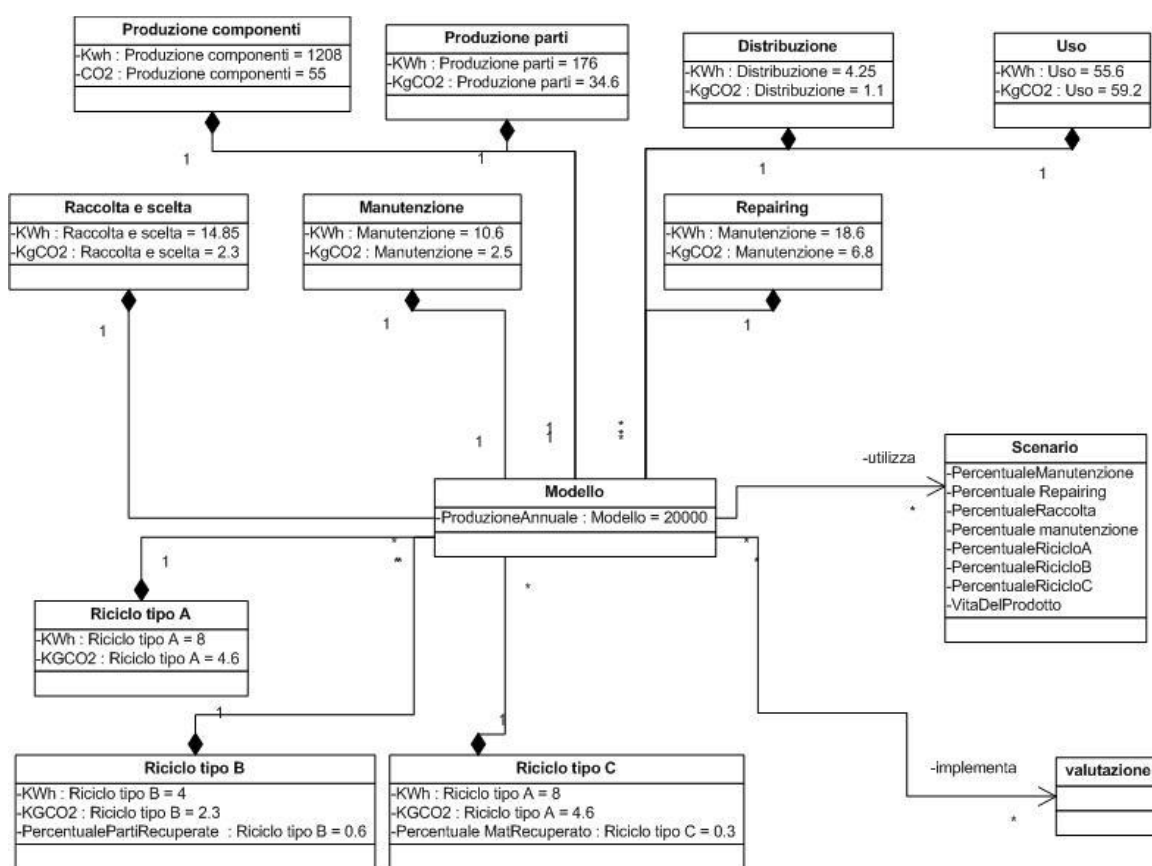 Produzione componenti
-Kwh : Produzione componenti = 1208
-CO2 : Produzione componenti = 55
1
Produzione parti
-KWh : Produzione parti = 176
-KgCO2 : Produzione parti = 34.6
1
Distribuzione
-KWh : Distribuzione = 4.25
-KgCO2 : Distribuzione = 1.1
1
Uso
-KWh : Uso = 55.6
-KgCO2 : Uso = 59.2
1
Raccolta e scelta
-KWh : Raccolta e scelta = 14.85
-KgCO2 : Raccolta e scelta = 2.3
1
Manutenzione
-KWh : Manutenzione = 10.6
-KgCO2 : Manutenzione = 2.5
1
Repairing
-KWh : Manutenzione = 18.6
-KgCO2 : Manutenzione = 6.8
1
1
1
1
1
*
*
*
*
Modello
-ProduzioneAnnuale : Modello = 20000
-utilizza
*
Scenario
-PercentualeManutenzione
-Percentuale Repairing
-PercentualeRaccolta
-Percentuale manutenzione
-PercentualeRicicloA
-PercentualeRicicloB
-PercentualeRicicloC
-VitaDelProdotto
*
**
*
*
*
1
Riciclo tipo A
-KWh : Riciclo tipo A = 8
-KGCO2 : Riciclo tipo A = 4.6
1
Riciclo tipo B
-KWh : Riciclo tipo B = 4
-KGCO2 : Riciclo tipo B = 2.3
-PercentualePartiRecuperate : Riciclo tipo B = 0.6
1
Riciclo tipo C
-KWh : Riciclo tipo A = 8
-KGCO2 : Riciclo tipo A = 4.6
-Percentuale MatRecuperato : Riciclo tipo C = 0.3
-implementa
*
valutazione